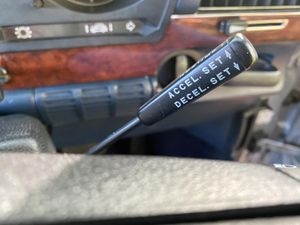 ACCEL. SET ↑
DECEL. SET ↓